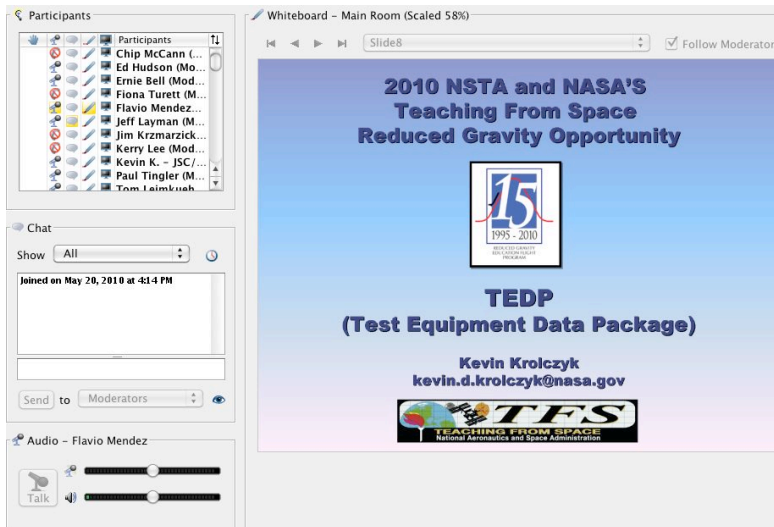 Participants
Participants
Chip McCann (...
Ed Hudson (Mo...
Ernie Bell (Mod...
Fiona Turett (M...
Flavio Mendez...
Jeff Layman (M...
Jim Krzmarzick...
Kerry Lee (Mod...
Kevin K. - JSC/...
Paul Tingler (M...
Tom Leimkueh
Chat
Show All
Joined on May 20, 2010 at 4:14 PM
Send to Moderators
Audio - Flavio Mendez
Talk
Whiteboard - Main Room (Scaled 58%)
Slide8
Follow Moderator
2010 NSTA and NASA'S
Teaching From Space
Reduced Gravity Opportunity
15
1995 - 2010
REDUCED GRAVITY
EDUCATION FLIGHT
PROGRAM
TEDP
(Test Equipment Data Package)
Kevin Krolczyk
kevin.d.krolczyk@nasa.gov
TFS
TEACHING FROM SPACE
National Aeronautics and Space Administration